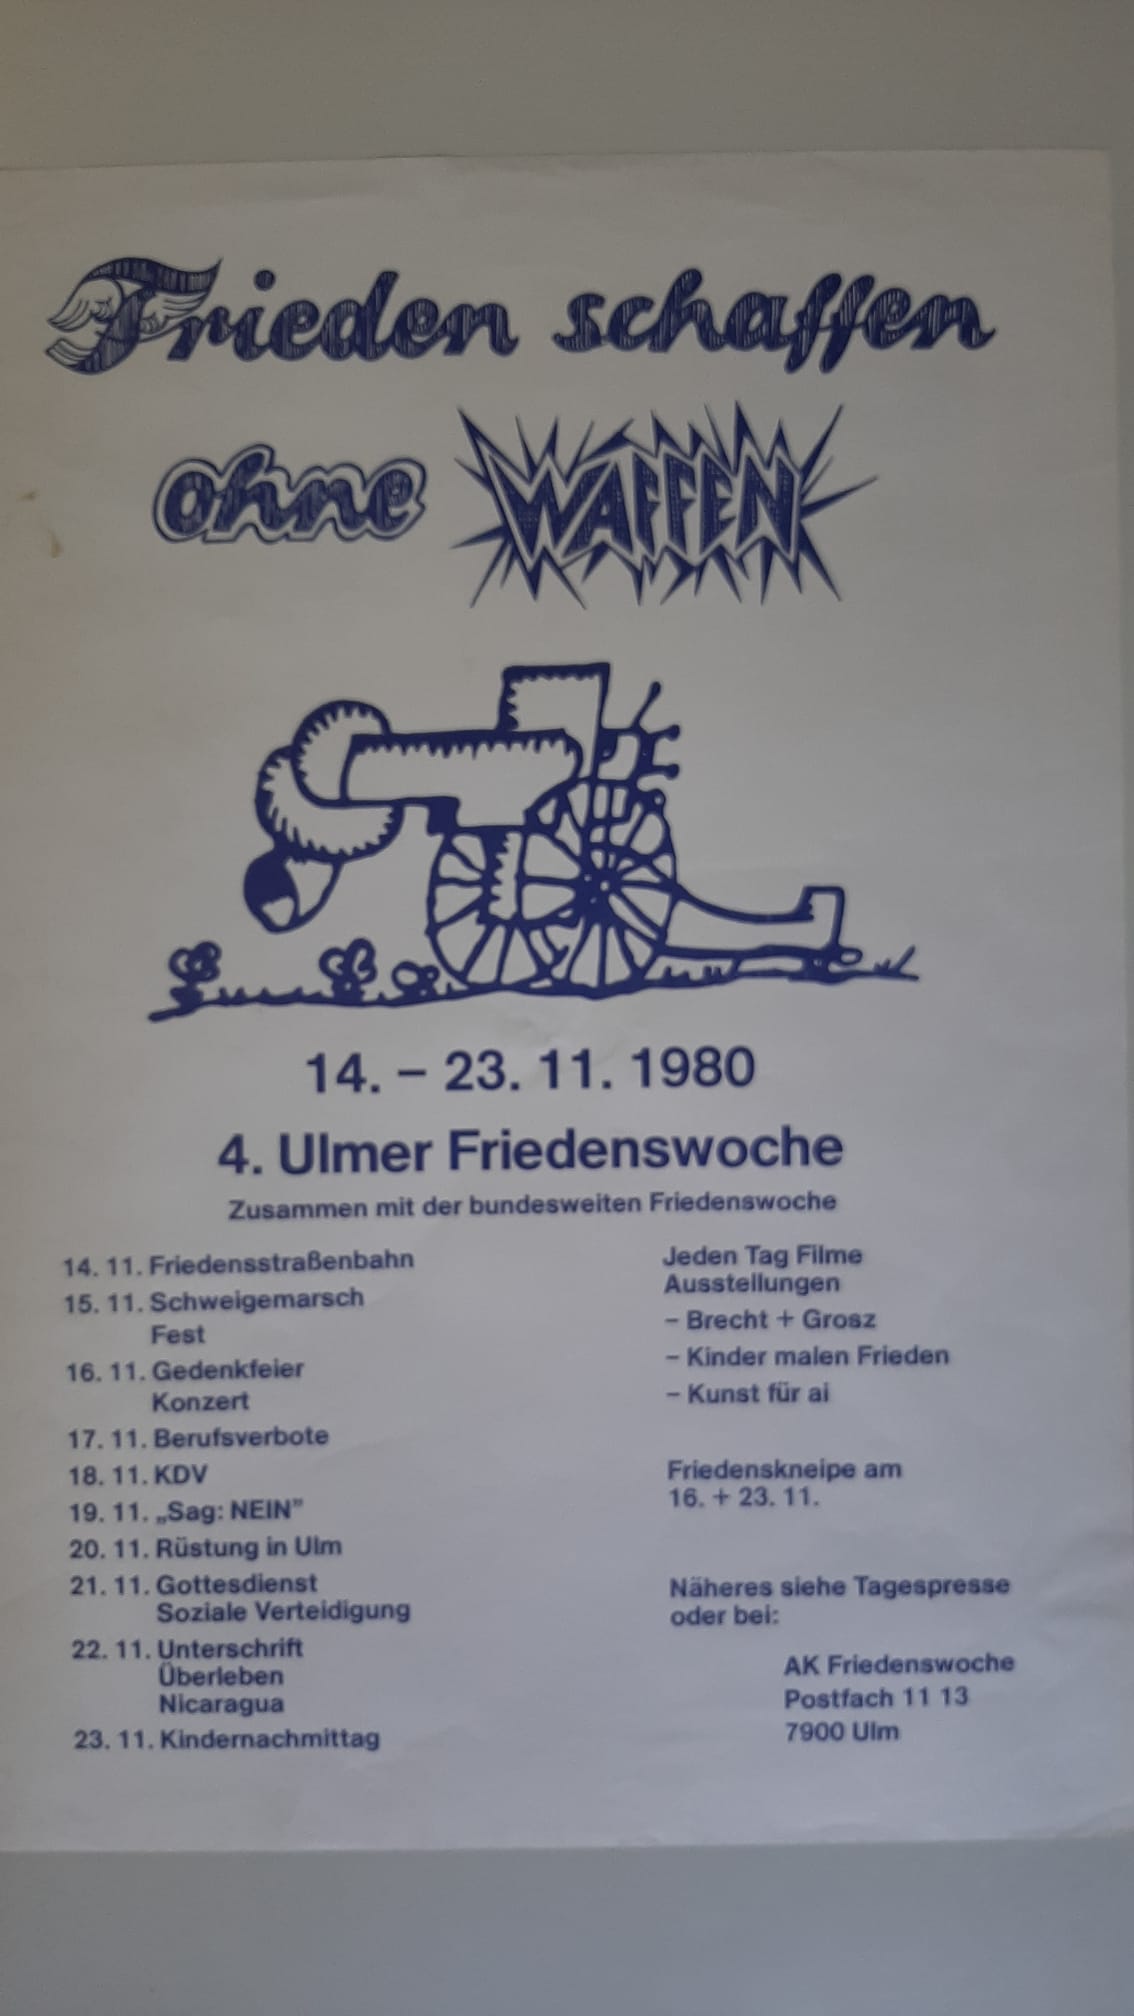 Frieden schaffen
ohne WAFFEN
14. – 23. 11. 1980
4. Ulmer Friedenswoche
Zusammen mit der bundesweiten Friedenswoche
14. 11. Friedensstraßenbahn
15. 11. Schweigemarsch
Fest
16. 11. Gedenkfeier
Konzert
17. 11. Berufsverbote
18. 11. KDV
19. 11. „Sag: NEIN”
20. 11. Rüstung in Ulm
21. 11. Gottesdienst
Soziale Verteidigung
22. 11. Unterschrift
Überleben
Nicaragua
23. 11. Kindernachmittag
Jeden Tag Filme
Ausstellungen
– Brecht + Grosz
– Kinder malen Frieden
– Kunst für ai
Friedenskneipe am
16. + 23. 11.
Näheres siehe Tagespresse
oder bei:
AK Friedenswoche
Postfach 11 13
7900 Ulm